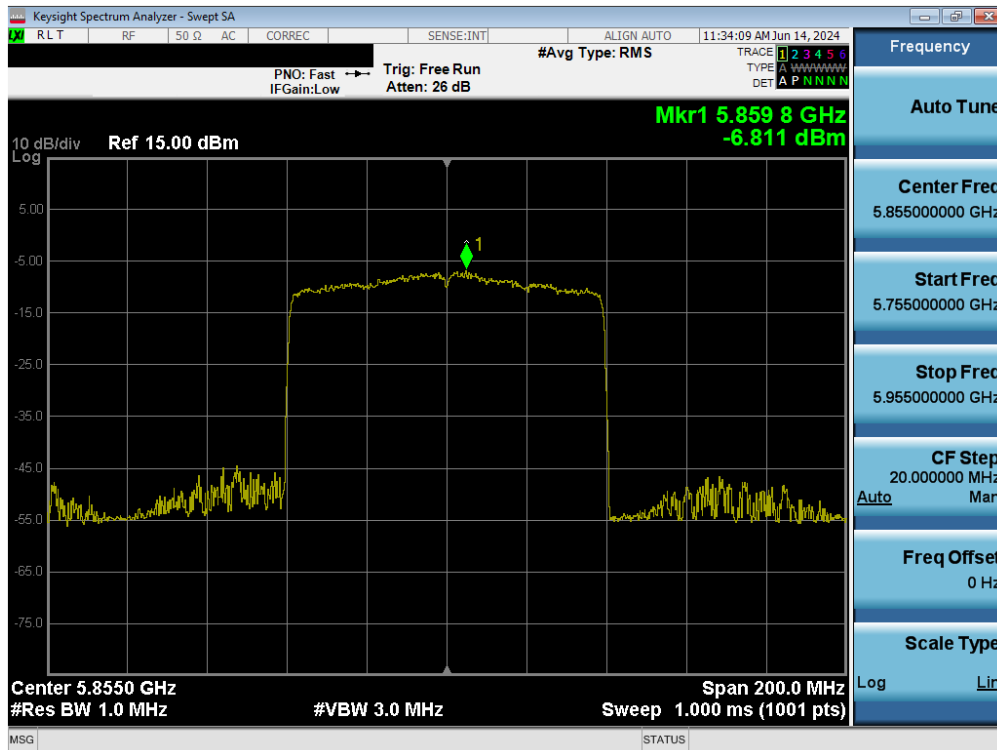 Keysight Spectrum Analyzer - Swept SA
LXI RLT RF 50 Ω AC CORREC SENSE:INT ALIGN AUTO 11:34:09 AM Jun 14, 2024
#Avg Type: RMS
TRACE 1 2 3 4 5 6
TYPE A WWWWW
DET A P N N N N
PNO: Fast Trig: Free Run
IFGain:Low Atten: 26 dB
Mkr1 5.859 8 GHz
-6.811 dBm
10 dB/div Ref 15.00 dBm
Log
1
5.00
-5.00
-15.0
-25.0
-35.0
-45.0
-55.0
-65.0
-75.0
Center 5.8550 GHz Span 200.0 MHz
#Res BW 1.0 MHz #VBW 3.0 MHz Sweep 1.000 ms (1001 pts)
MSG STATUS
Frequency
Auto Tune
Center Freq
5.855000000 GHz
Start Freq
5.755000000 GHz
Stop Freq
5.955000000 GHz
CF Step
20.000000 MHz
Auto Man
Freq Offset
0 Hz
Scale Type
Log Lin